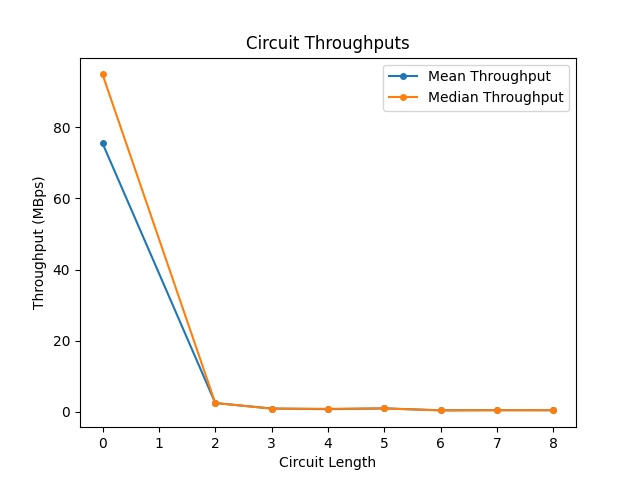 Circuit Throughputs
Mean Throughput
Median Throughput
Throughput (MBps)
80
60
40
20
0
0 1 2 3 4 5 6 7 8
Circuit Length